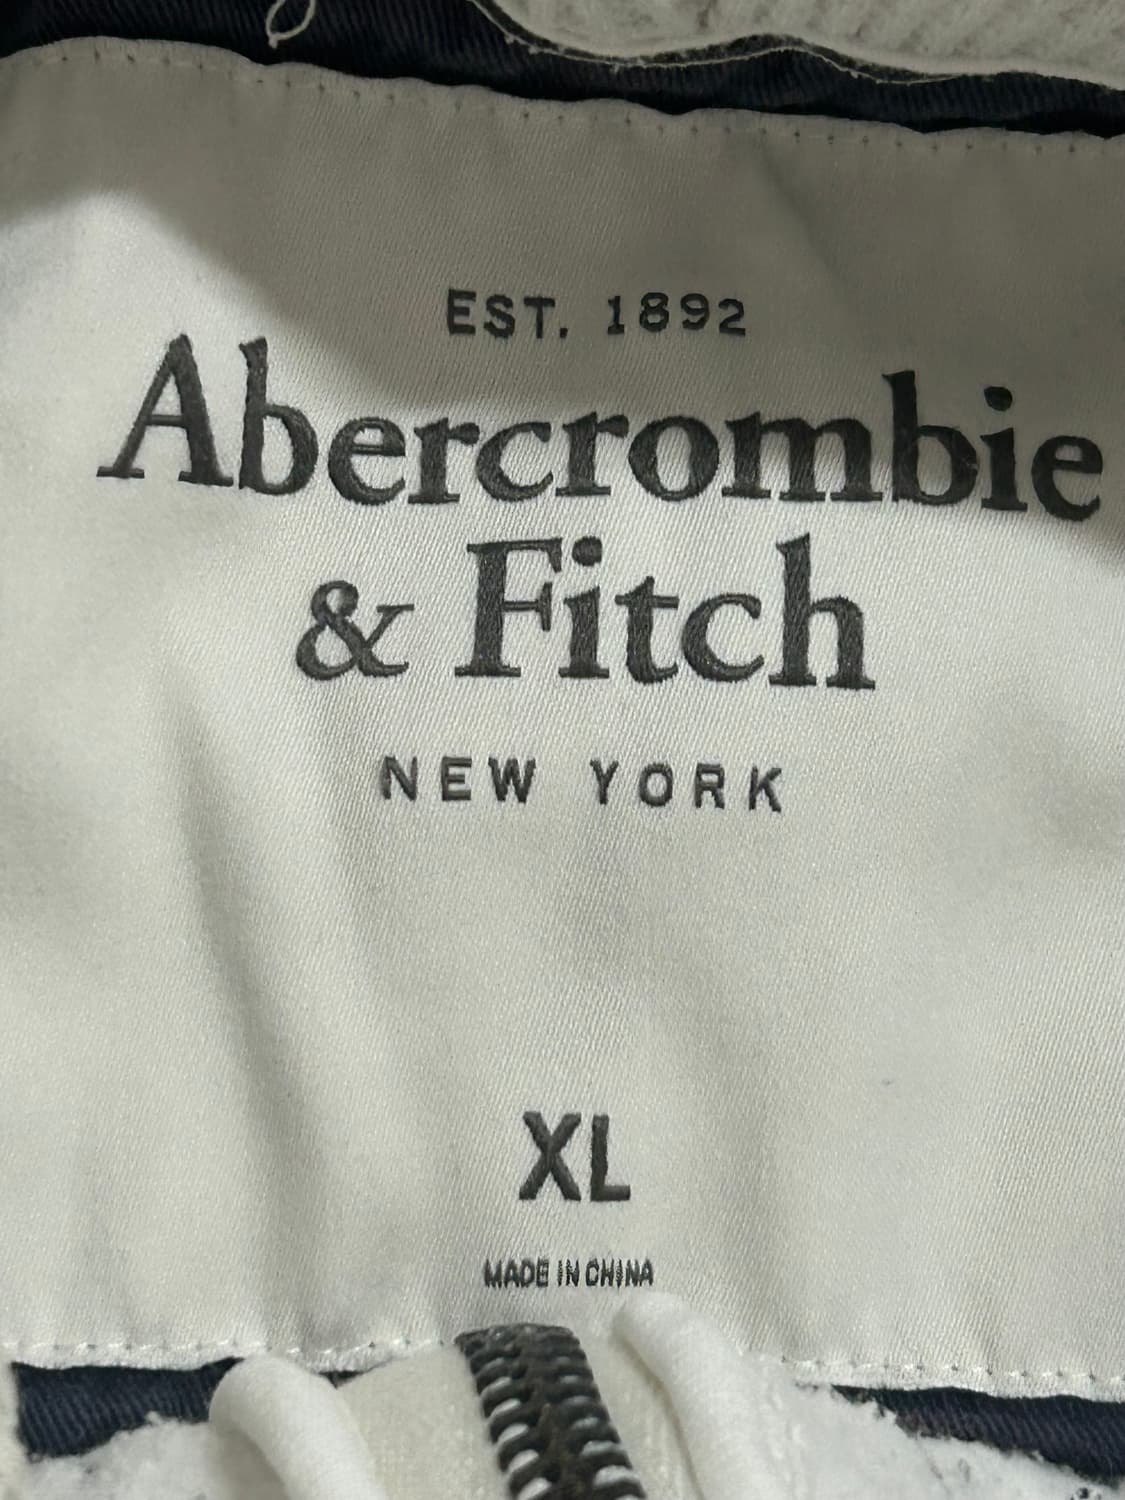 EST. 1892
Abercrombie
& Fitch
NEW YORK
XL
MADE IN CHINA